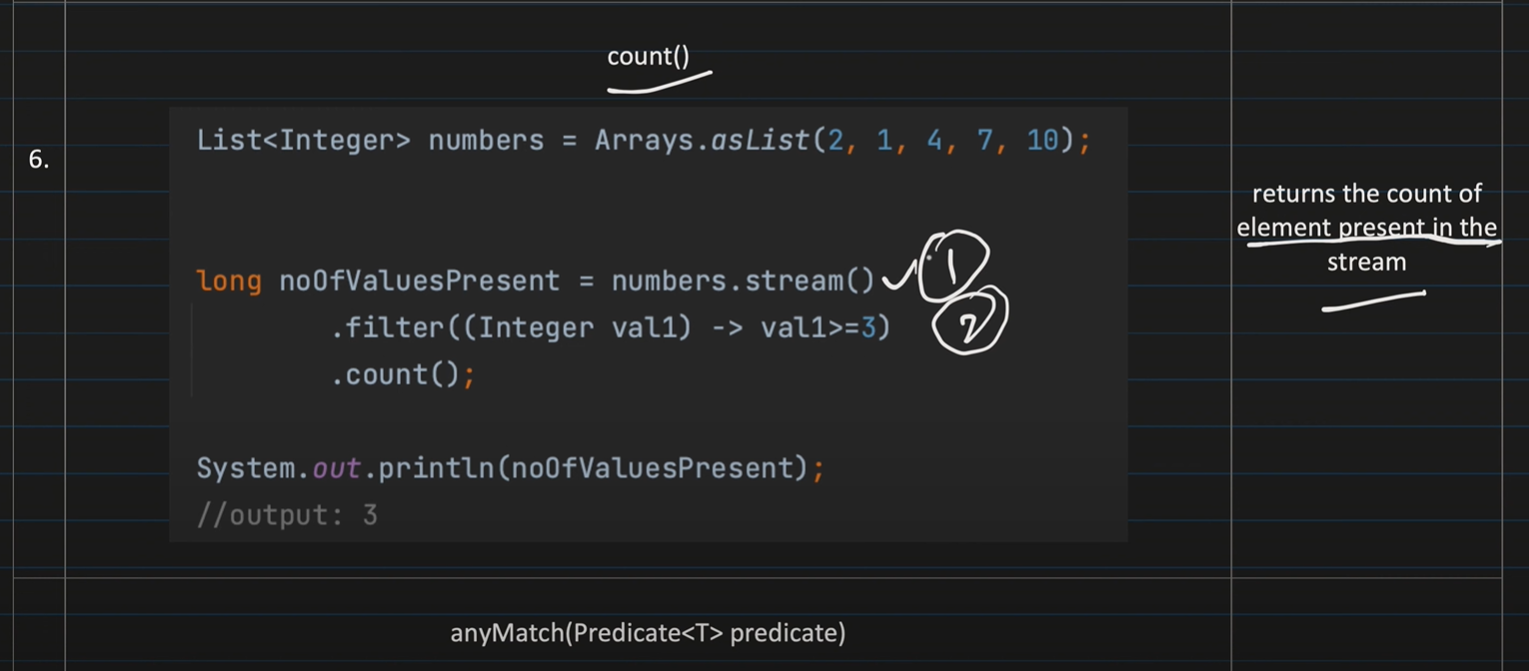 count()
6.
List<Integer> numbers = Arrays.asList(2, 1, 4, 7, 10);
long noOfValuesPresent = numbers.stream()
.filter((Integer val1) -> val1>=3)
.count();
System.out.println(noOfValuesPresent);
//output: 3
1
2
returns the count of
element present in the
stream
anyMatch(Predicate<T> predicate)